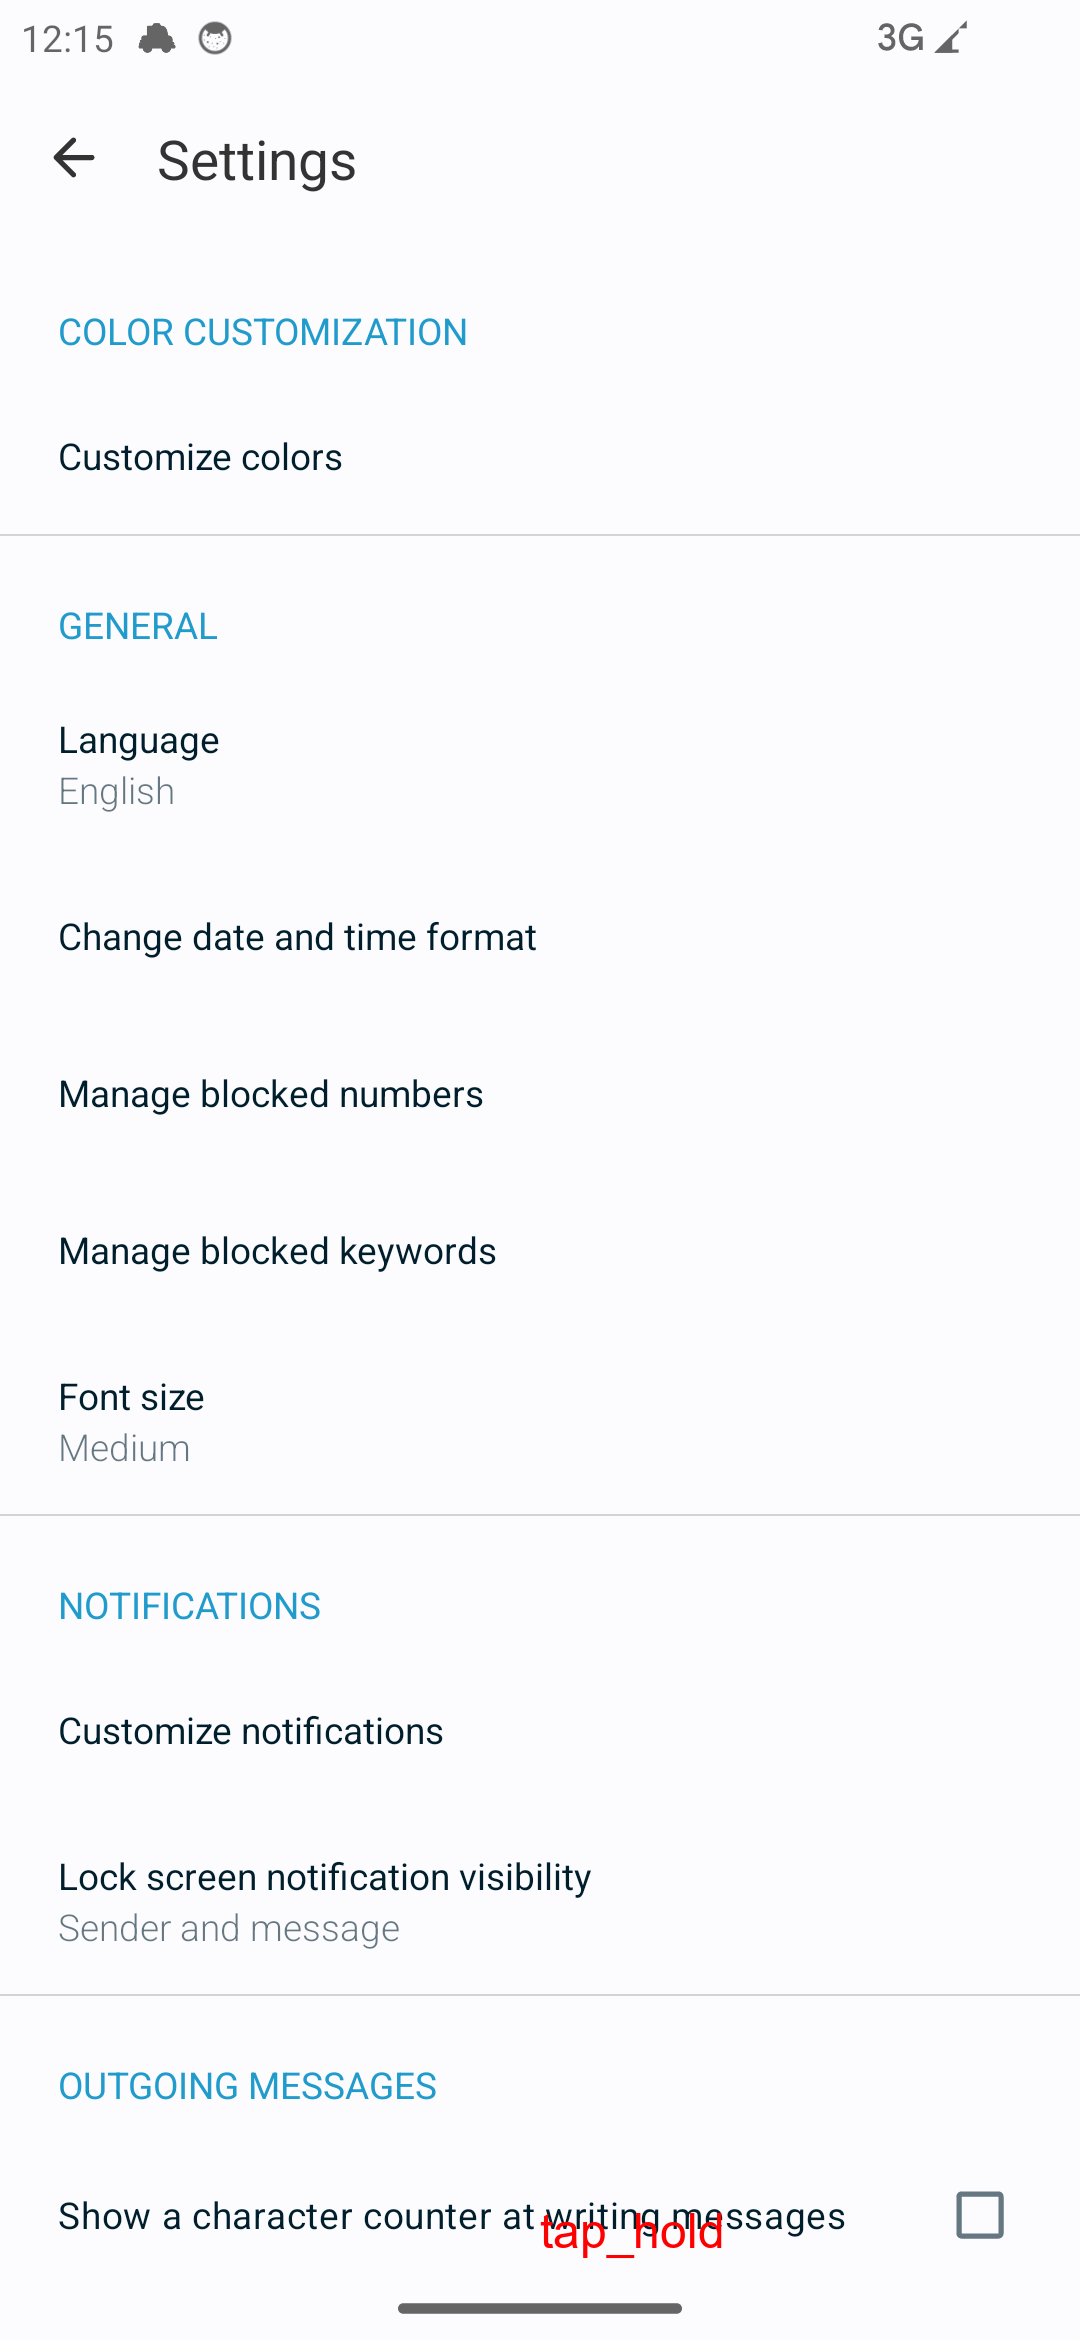 12:15 3G
Settings
COLOR CUSTOMIZATION
Customize colors
GENERAL
Language
English
Change date and time format
Manage blocked numbers
Manage blocked keywords
Font size
Medium
NOTIFICATIONS
Customize notifications
Lock screen notification visibility
Sender and message
OUTGOING MESSAGES
Show a character counter at writing messages
tap_hold